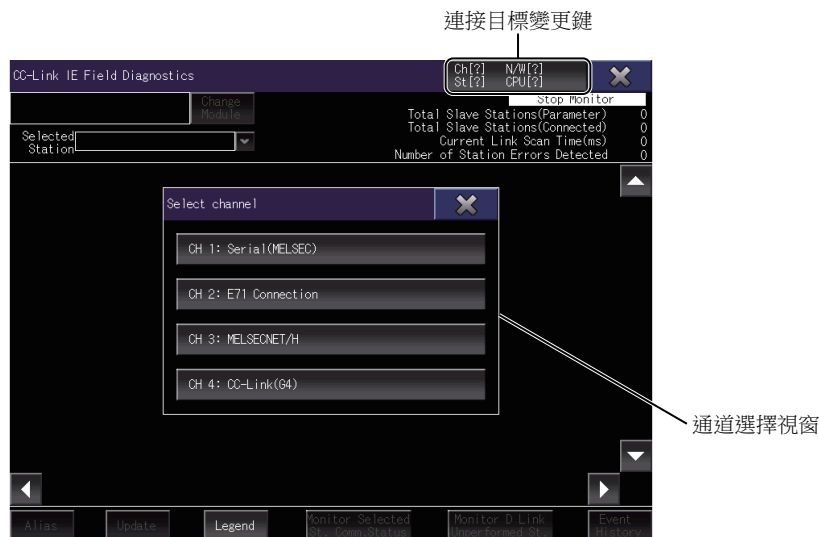 連接目標變更鍵
CC-Link IE Field Diagnostics
Ch[?] N/W[?]
St[?] CPU[?]
Change
Module
Stop Monitor
Total Slave Stations(Parameter) 0
Total Slave Stations(Connected) 0
Current Link Scan Time(ms) 0
Number of Station Errors Detected 0
Selected
Station
Select channel
CH 1: Serial(MELSEC)
CH 2: E71 Connection
CH 3: MELSECNET/H
CH 4: CC-Link(G4)
通道選擇視窗
Alias
Update
Legend
Monitor Selected
St. Comm.Status
Monitor D Link
Unperformed St.
Event
History